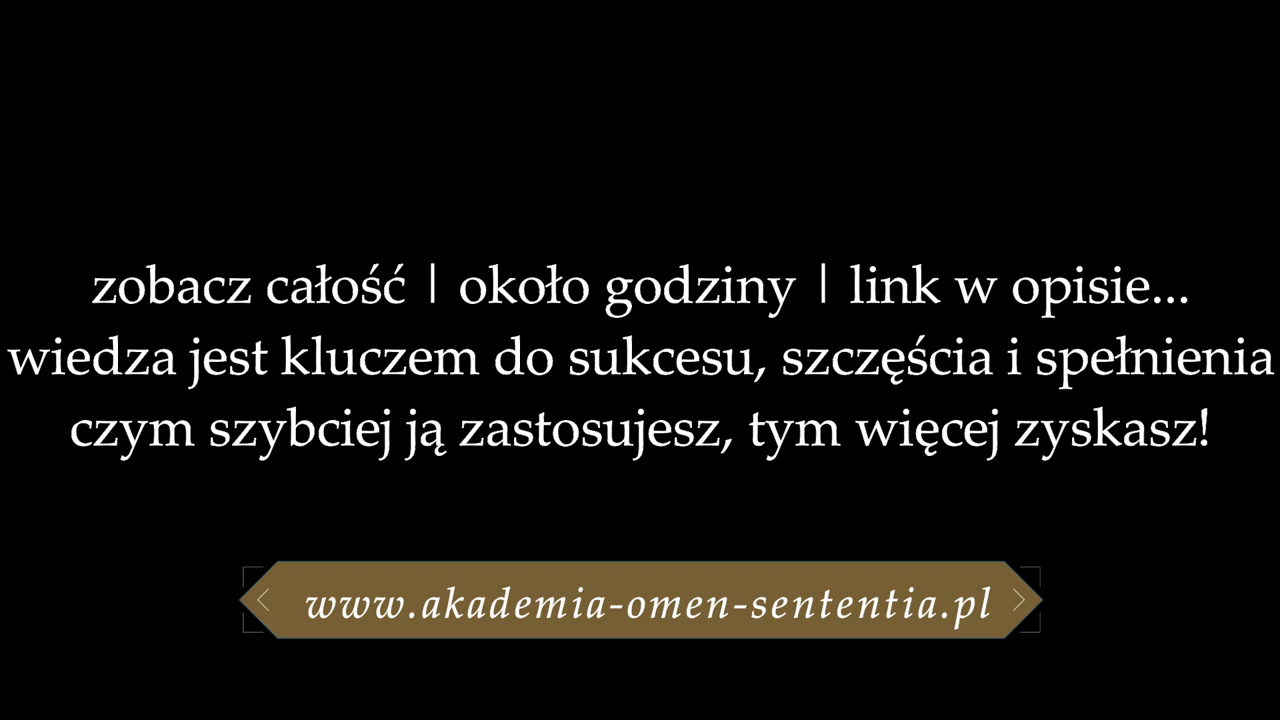 zobacz całość | około godziny | link w opisie...
wiedza jest kluczem do sukcesu, szczęścia i spełnienia
czym szybciej ją zastosujesz, tym więcej zyskasz!
www.akademia-omen-sententia.pl